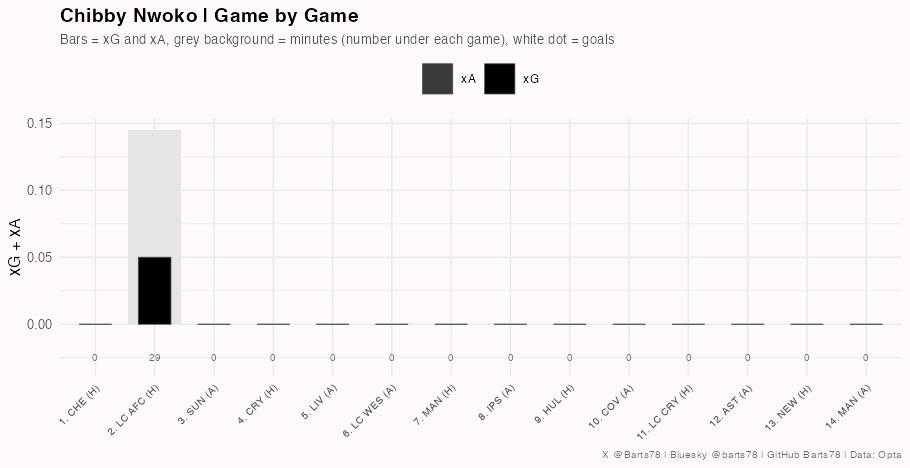 Chibby Nwoko | Game by Game
Bars = xG and xA, grey background = minutes (number under each game), white dot = goals
xA xG
xG + xA
0.15
0.10
0.05
0.00
0 29 0 0 0 0 0 0 0 0 0 0 0 0
1. CHE (H)
2. LC AFC (H)
3. SUN (A)
4. CRY (H)
5. LIV (A)
6. LC WES (A)
7. MAN (H)
8. IPS (A)
9. HUL (H)
10. COV (A)
11. LC CRY (H)
12. AST (A)
13. NEW (H)
14. MAN (A)
X @Barts78 | Bluesky @barts78 | GitHub Barts78 | Data: Opta